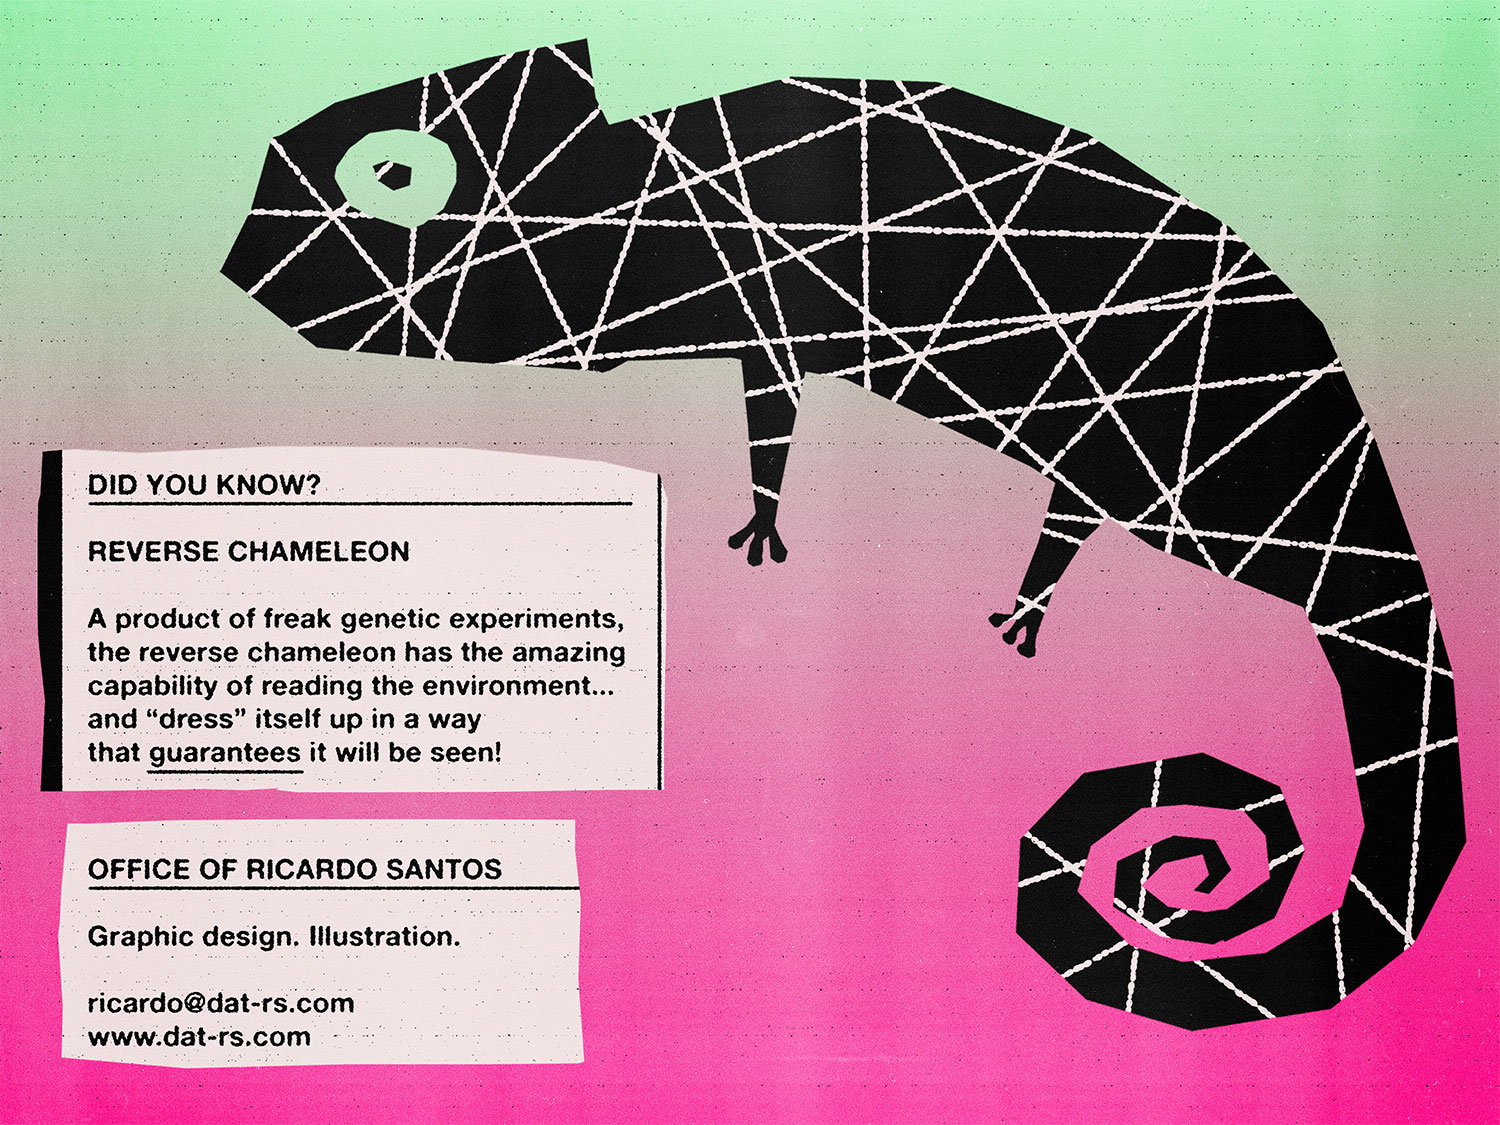 DID YOU KNOW?
REVERSE CHAMELEON
A product of freak genetic experiments,
the reverse chameleon has the amazing
capability of reading the environment...
and “dress” itself up in a way
that guarantees it will be seen!
OFFICE OF RICARDO SANTOS
Graphic design. Illustration.
ricardo@dat-rs.com
www.dat-rs.com